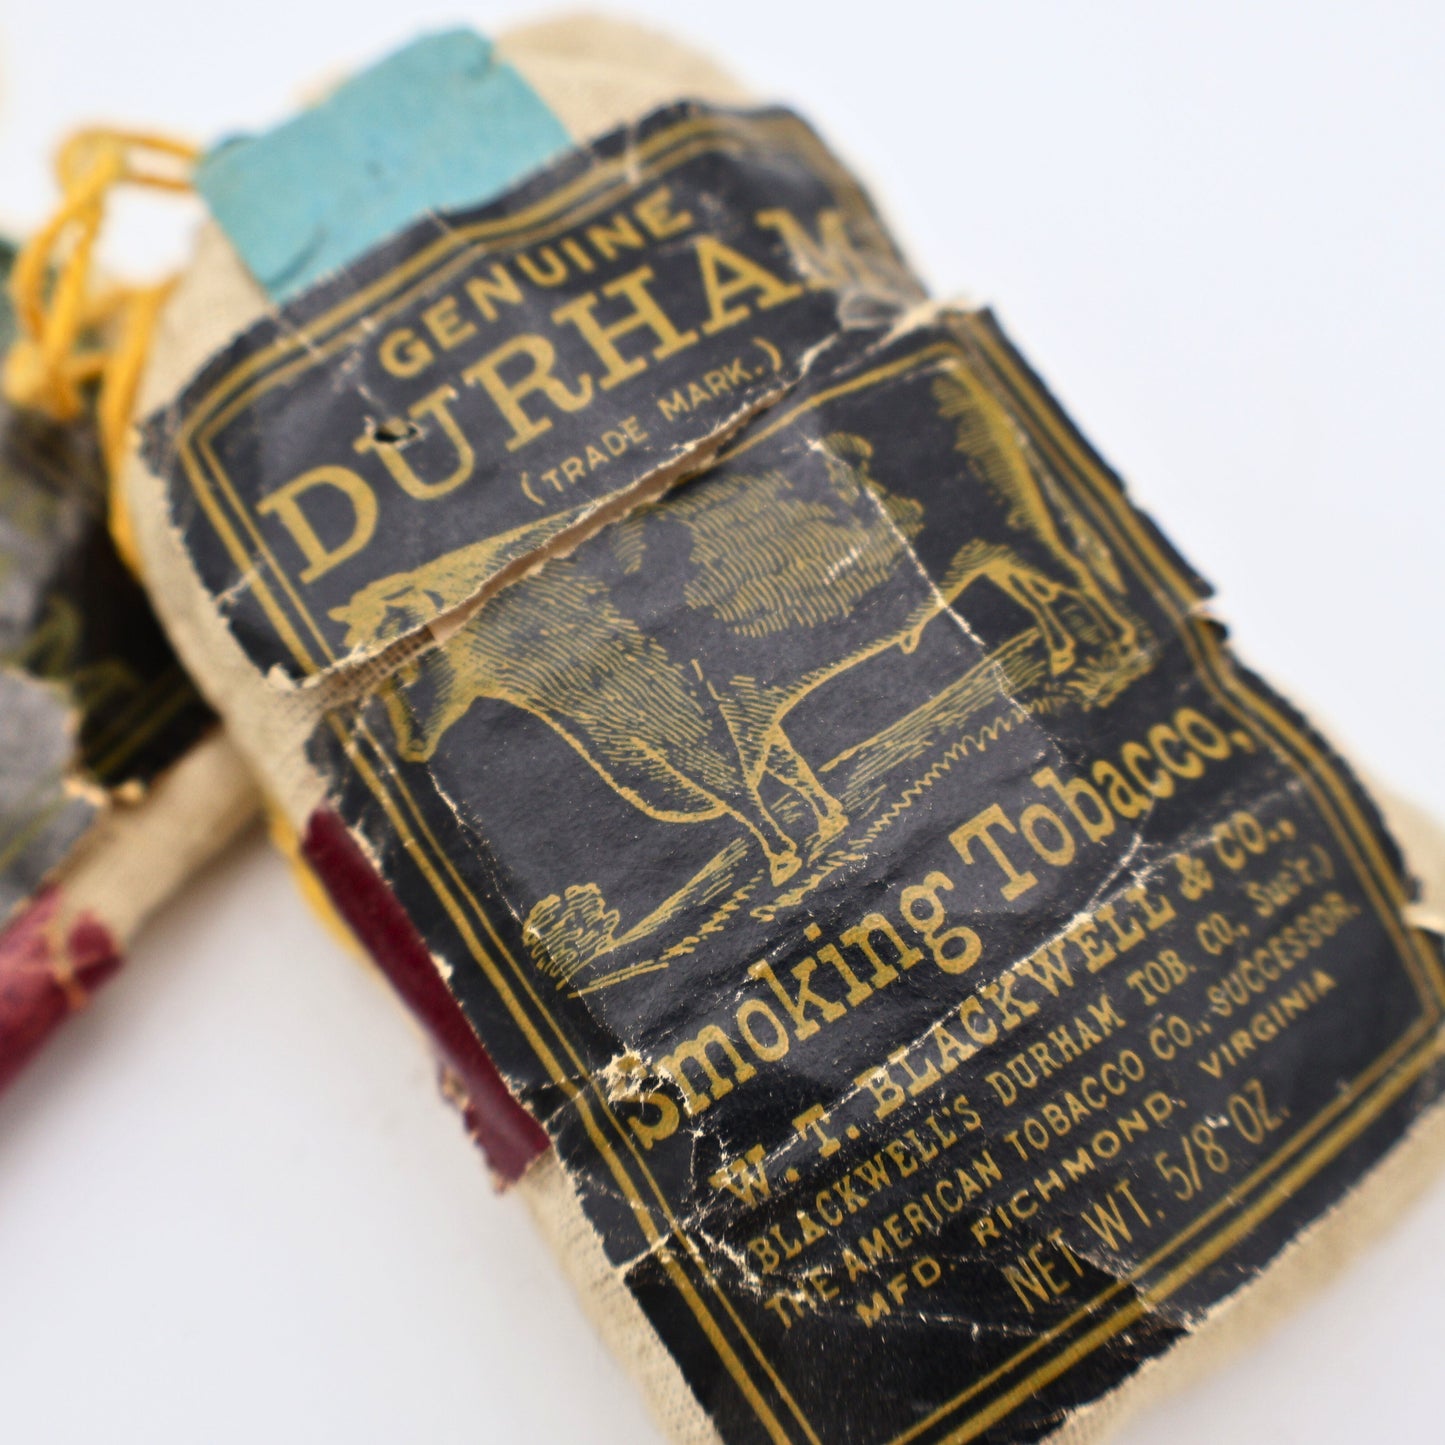 GENUINE
DURHAM
(TRADE MARK.)
Smoking Tobacco,
W. T. BLACKWELL & CO.,
BLACKWELL'S DURHAM TOB. CO., Suc'r.)
THE AMERICAN TOBACCO CO., SUCCESSOR.
MFD. RICHMOND. VIRGINIA
NET WT. 5/8 OZ.